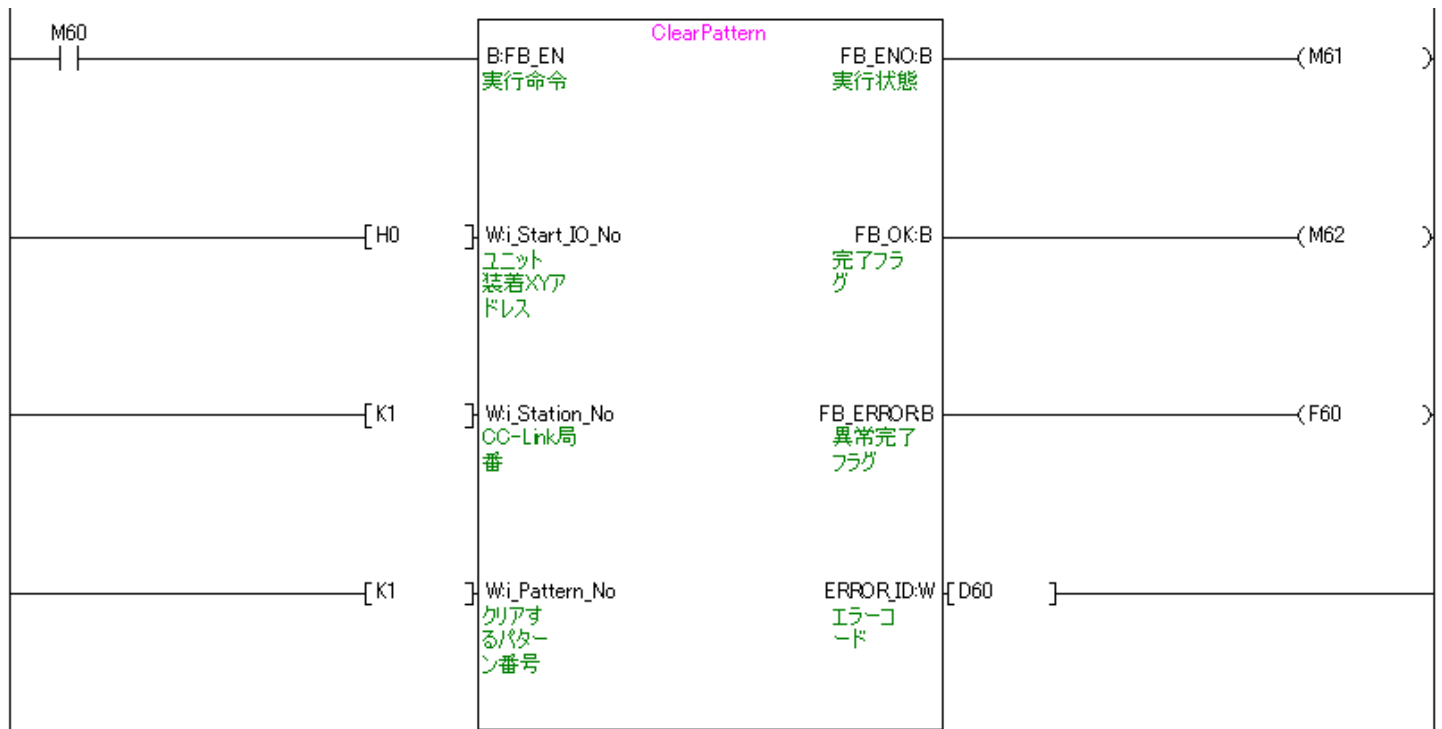 M60
ClearPattern
B:FB_EN
FB_ENO:B
(M61 )
実行命令
実行状態
[H0 ]
W:i_Start_IO_No
FB_OK:B
(M62 )
ユニット
装着XYア
ドレス
完了フラ
グ
[K1 ]
W:i_Station_No
FB_ERROR:B
(F60 )
CC-Link局
番
異常完了
フラグ
[K1 ]
W:i_Pattern_No
ERROR_ID:W
[D60 ]
クリアす
るパター
ン番号
エラーコ
ード